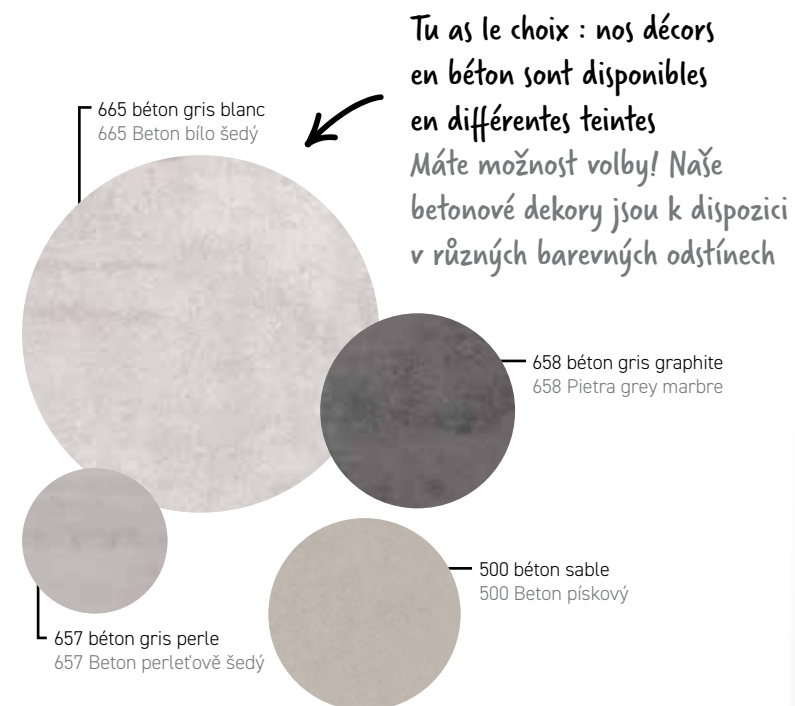 Tu as le choix : nos décors
en béton sont disponibles
en différentes teintes
Máte možnost volby! Naše
betonové dekory jsou k dispozici
v různých barevných odstínech
665 béton gris blanc
665 Beton bílo šedý
658 béton gris graphite
658 Pietra grey marbre
500 béton sable
500 Beton pískový
657 béton gris perle
657 Beton perleťově šedý